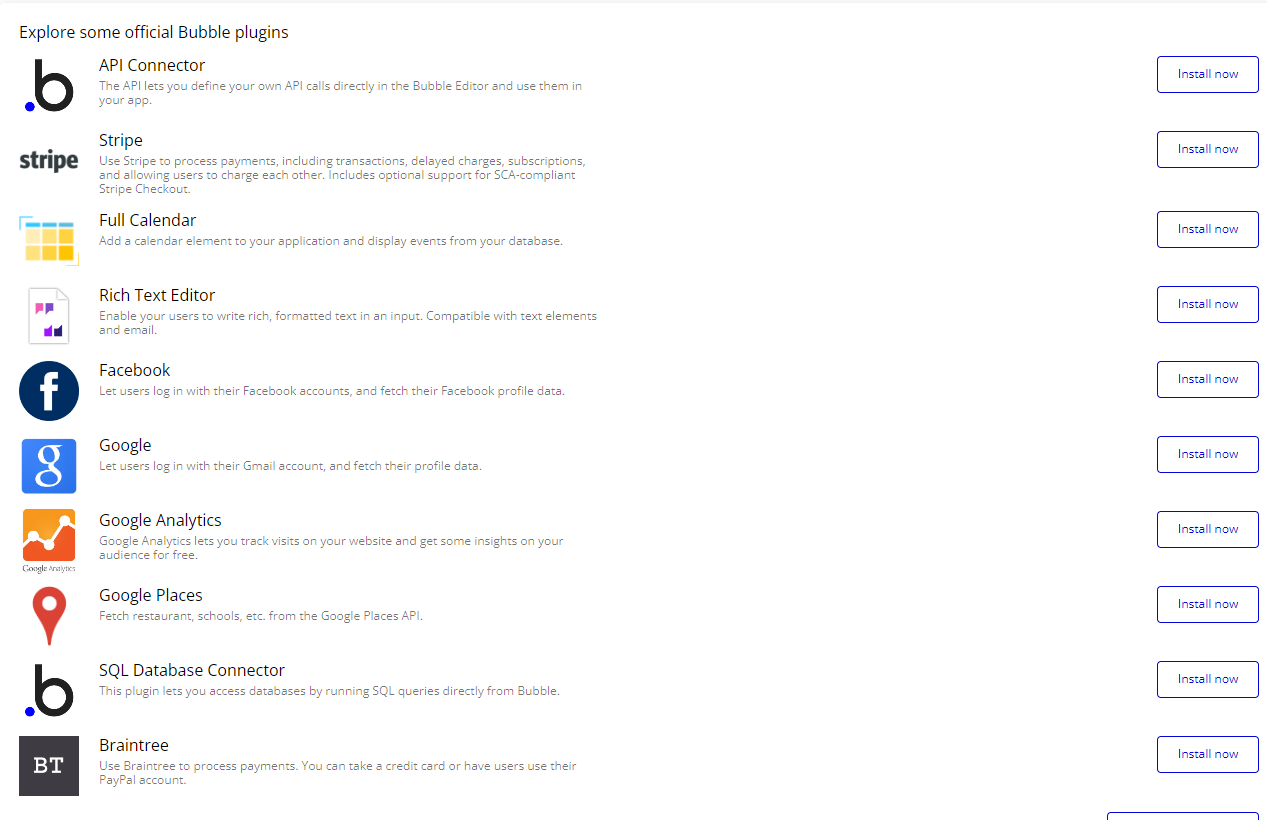 Explore some official Bubble plugins
API Connector
The API lets you define your own API calls directly in the Bubble Editor and use them in
your app.
Install now
.b
Stripe
Use Stripe to process payments, including transactions, delayed charges, subscriptions,
and allowing users to charge each other. Includes optional support for SCA-compliant
Stripe Checkout.
Install now
stripe
Full Calendar
Add a calendar element to your application and display events from your database.
Install now
Rich Text Editor
Enable your users to write rich, formatted text in an input. Compatible with text elements
and email.
Install now
Facebook
Let users log in with their Facebook accounts, and fetch their Facebook profile data.
Install now
f
Google
Let users log in with their Gmail account, and fetch their profile data.
Install now
g
Google Analytics
Google Analytics lets you track visits on your website and get some insights on your
audience for free.
Install now
Google Analytics
Google Places
Fetch restaurant, schools, etc. from the Google Places API.
Install now
SQL Database Connector
This plugin lets you access databases by running SQL queries directly from Bubble.
Install now
.b
Braintree
Use Braintree to process payments. You can take a credit card or have users use their
PayPal account.
Install now
BT